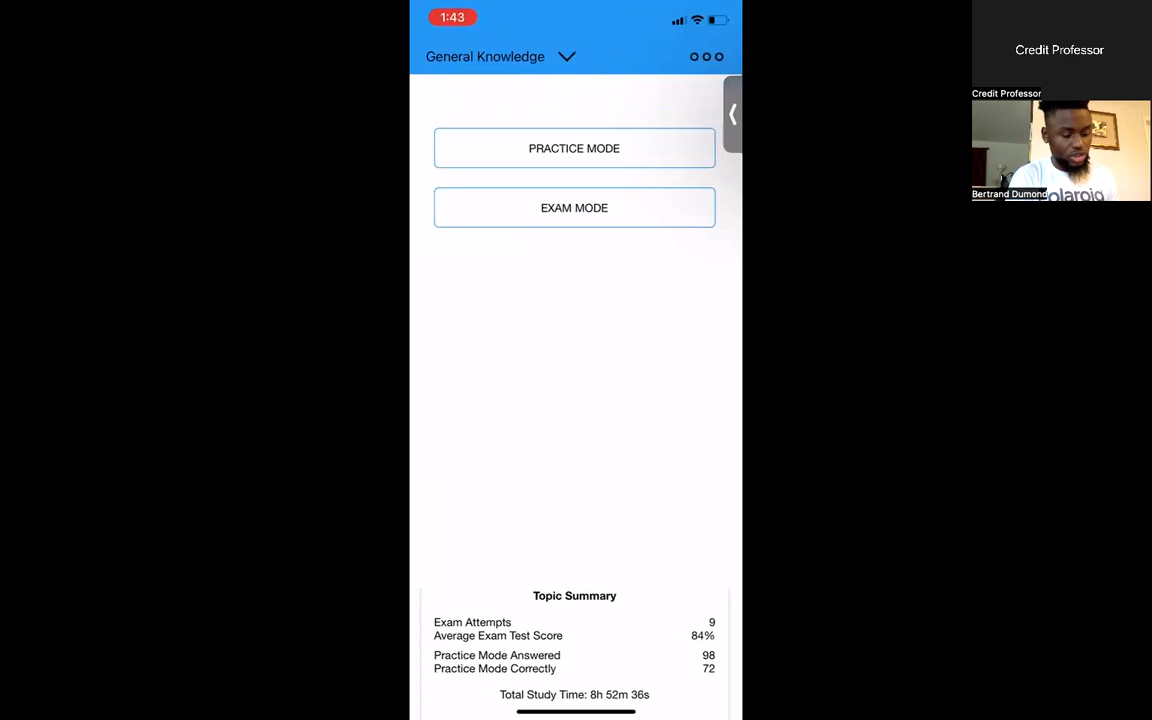 1:43
General Knowledge
PRACTICE MODE
EXAM MODE
Topic Summary
Exam Attempts 9
Average Exam Test Score 84%
Practice Mode Answered 98
Practice Mode Correctly 72
Total Study Time: 8h 52m 36s
Credit Professor
Credit Professor
Bertrand Dumond